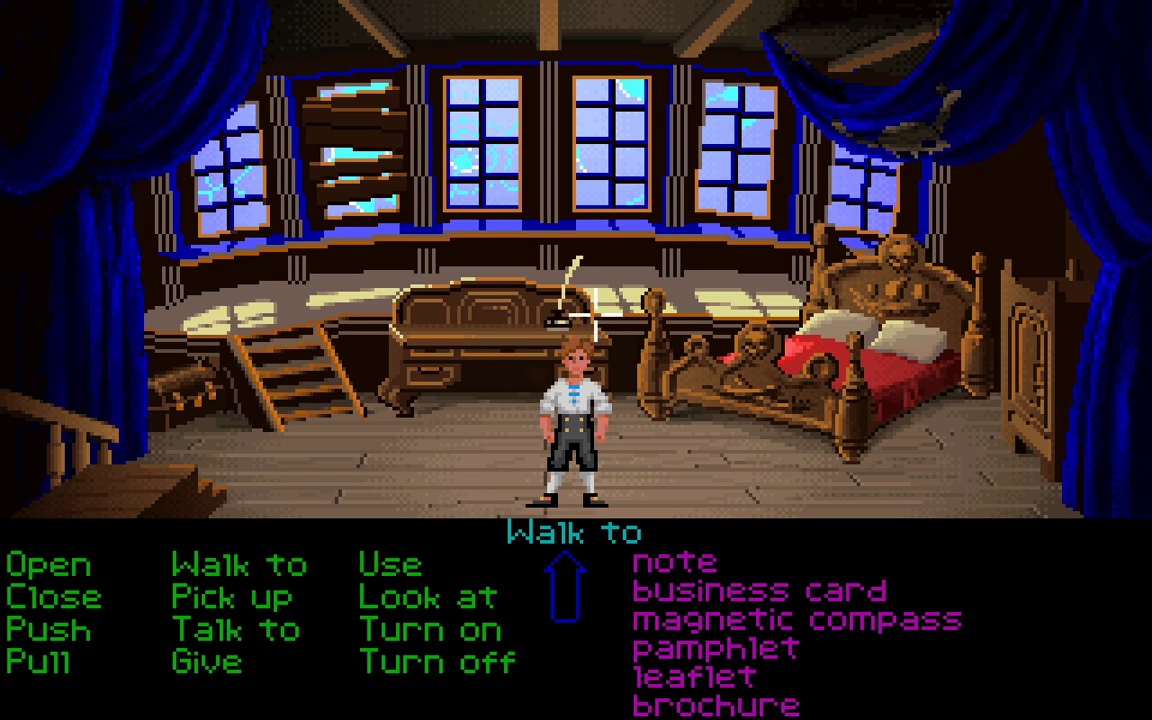 Walk to
Open Walk to Use note
Close Pick up Look at business card
Push Talk to Turn on magnetic compass
Pull Give Turn off pamphlet
leaflet
brochure